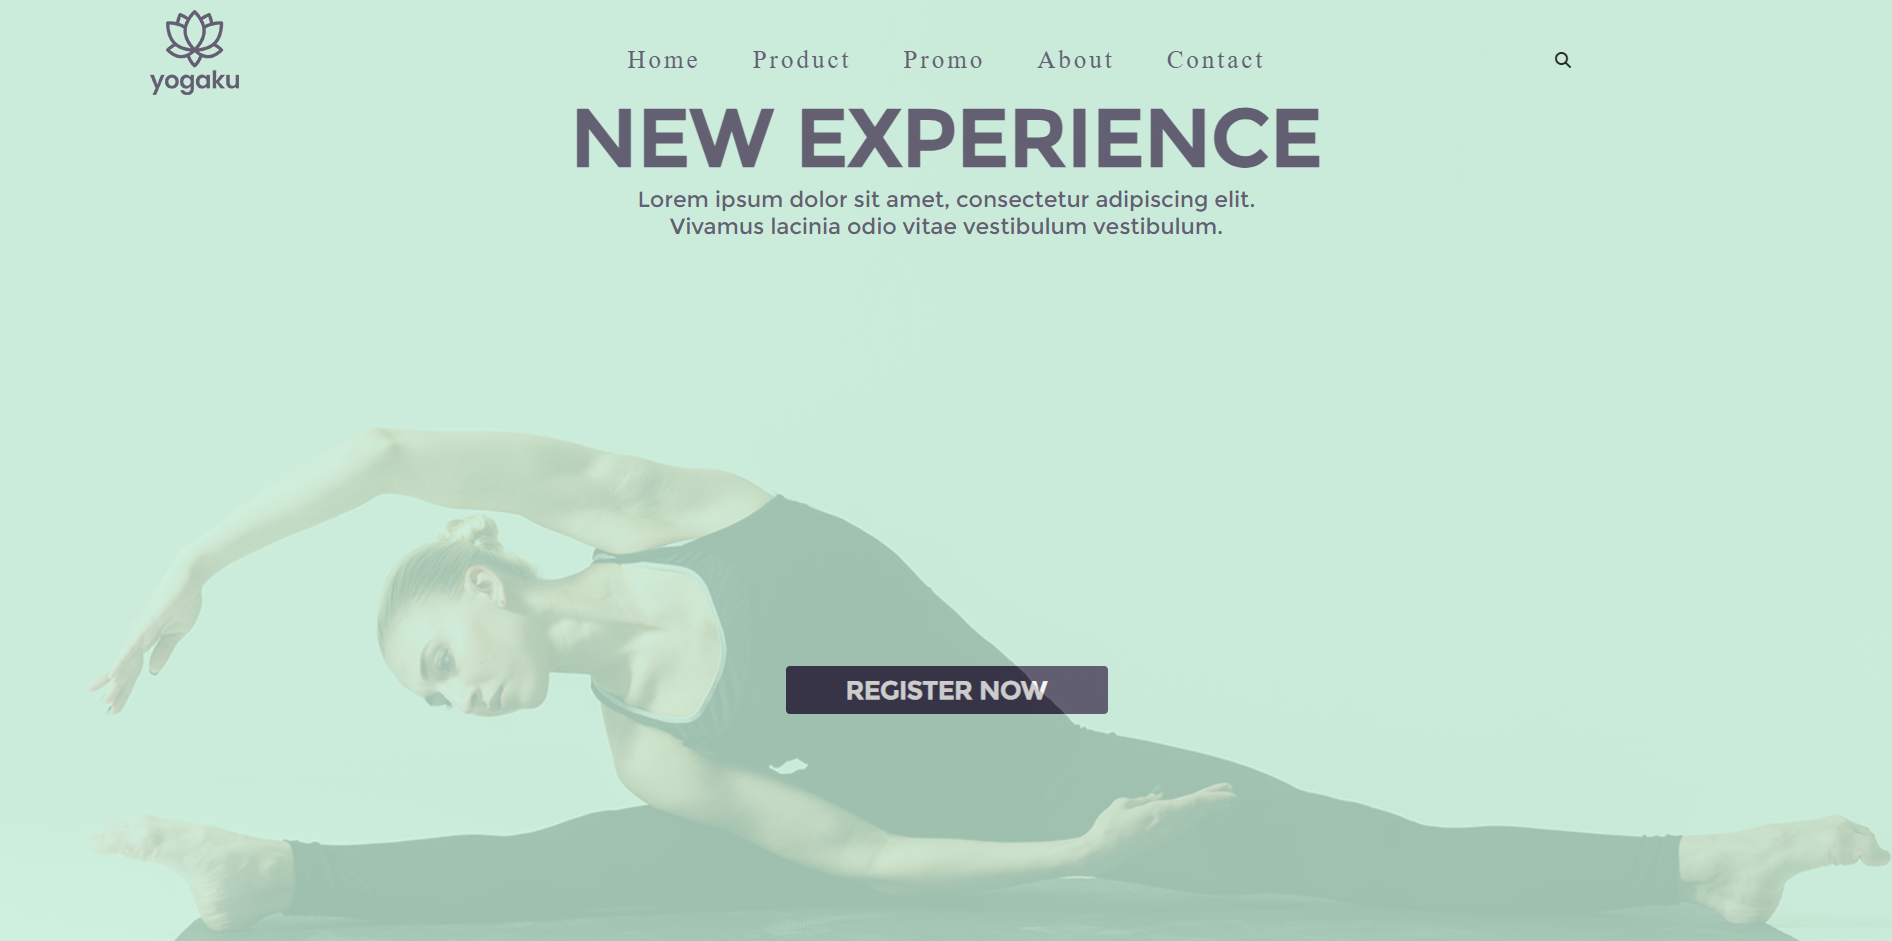 yogaku
Home Product Promo About Contact
NEW EXPERIENCE
Lorem ipsum dolor sit amet, consectetur adipiscing elit.
Vivamus lacinia odio vitae vestibulum vestibulum.
REGISTER NOW